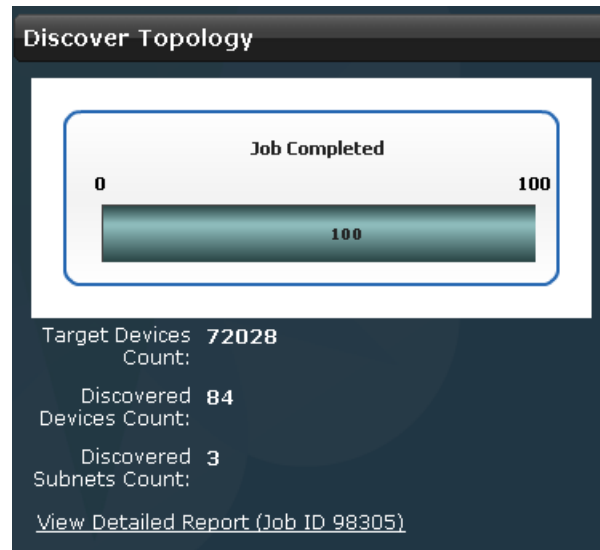 Discover Topology
Job Completed
0 100
100
Target Devices 72028
Count:
Discovered 84
Devices Count:
Discovered 3
Subnets Count:
View Detailed Report (Job ID 98305)